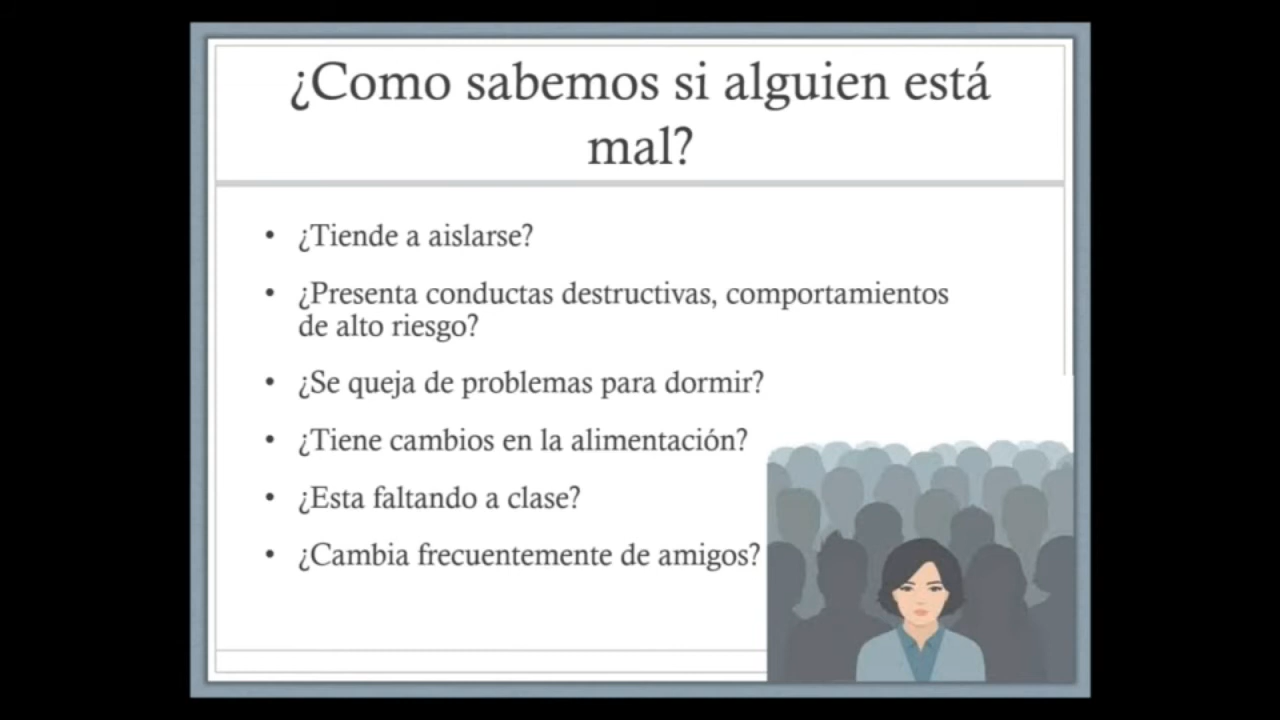 ¿Como sabemos si alguien está
mal?
• ¿Tiende a aislarse?
• ¿Presenta conductas destructivas, comportamientos
de alto riesgo?
• ¿Se queja de problemas para dormir?
• ¿Tiene cambios en la alimentación?
• ¿Esta faltando a clase?
• ¿Cambia frecuentemente de amigos?